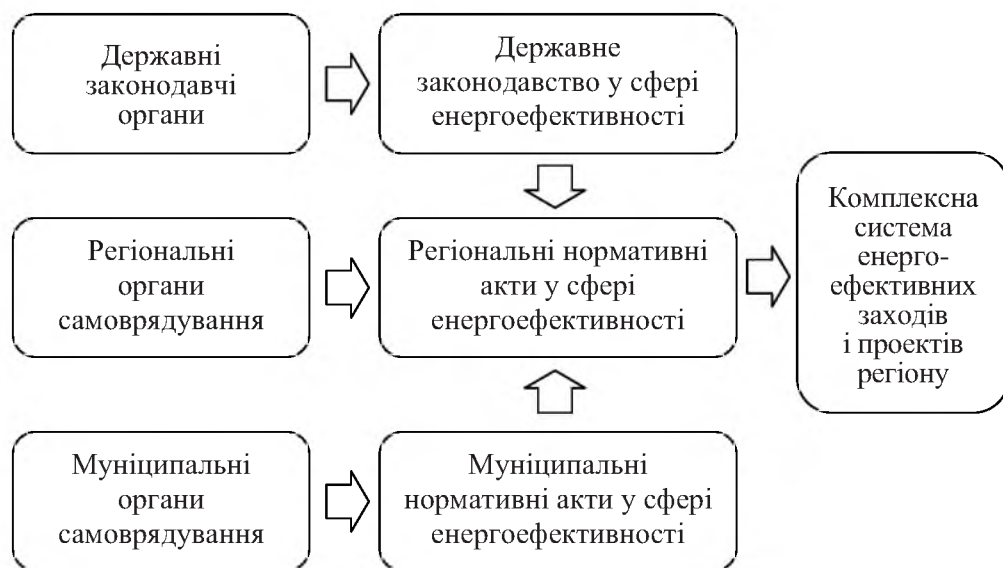 Державні
законодавчі
органи
Державне
законодавство у сфері
енергоефективності
Регіональні
органи
самоврядування
Регіональні нормативні
акти у сфері
енергоефективності
Комплексна
система
енерго-
ефективних
заходів
і проектів
регіону
Муніципальні
органи
самоврядування
Муніципальні
нормативні акти у сфері
енергоефективності